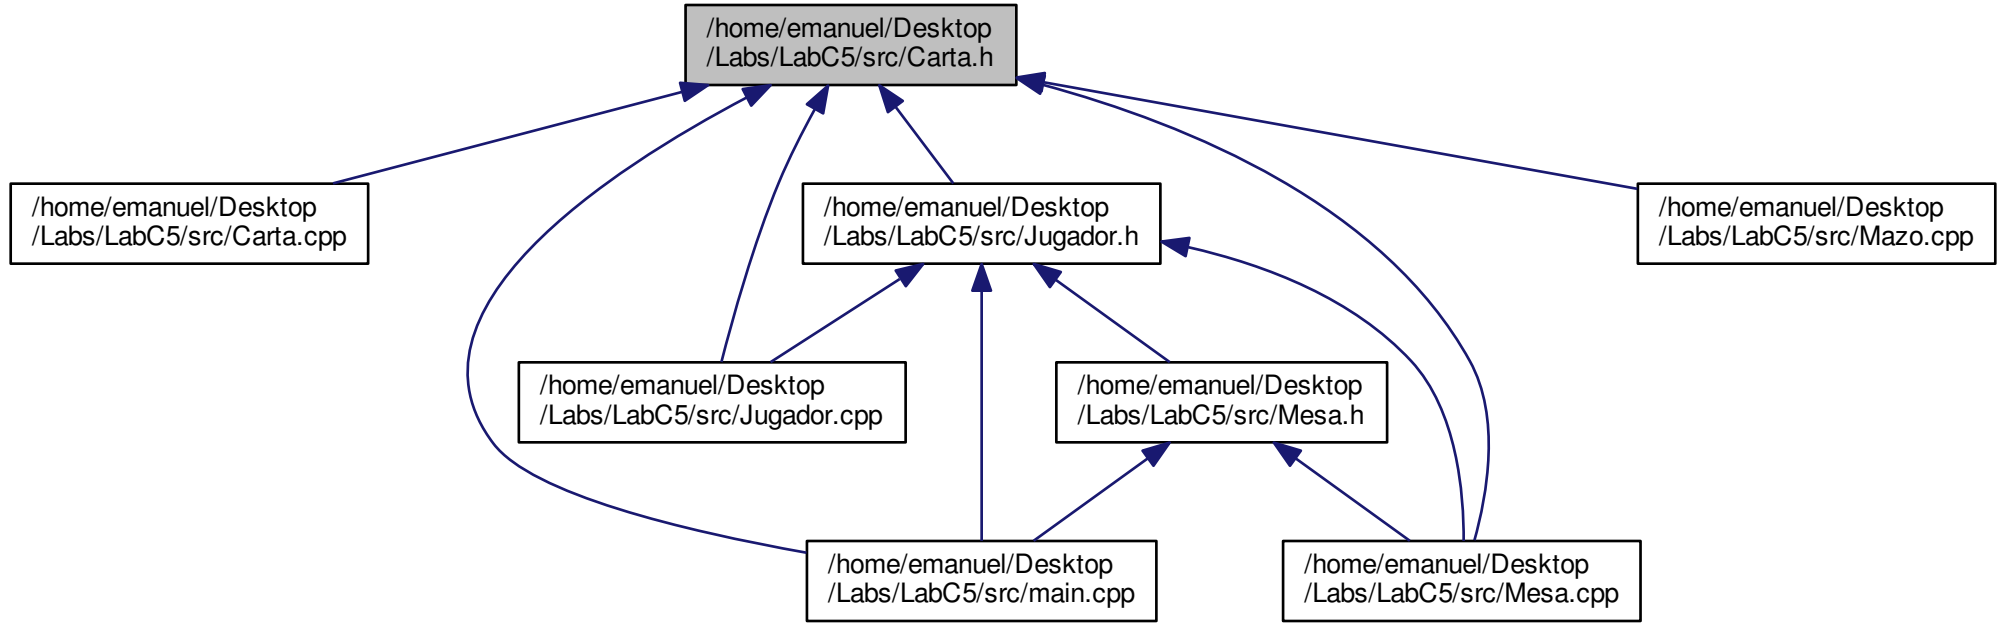 /home/emanuel/Desktop
/Labs/LabC5/src/Carta.h
/home/emanuel/Desktop
/Labs/LabC5/src/Carta.cpp
/home/emanuel/Desktop
/Labs/LabC5/src/Jugador.h
/home/emanuel/Desktop
/Labs/LabC5/src/Mazo.cpp
/home/emanuel/Desktop
/Labs/LabC5/src/Jugador.cpp
/home/emanuel/Desktop
/Labs/LabC5/src/Mesa.h
/home/emanuel/Desktop
/Labs/LabC5/src/main.cpp
/home/emanuel/Desktop
/Labs/LabC5/src/Mesa.cpp